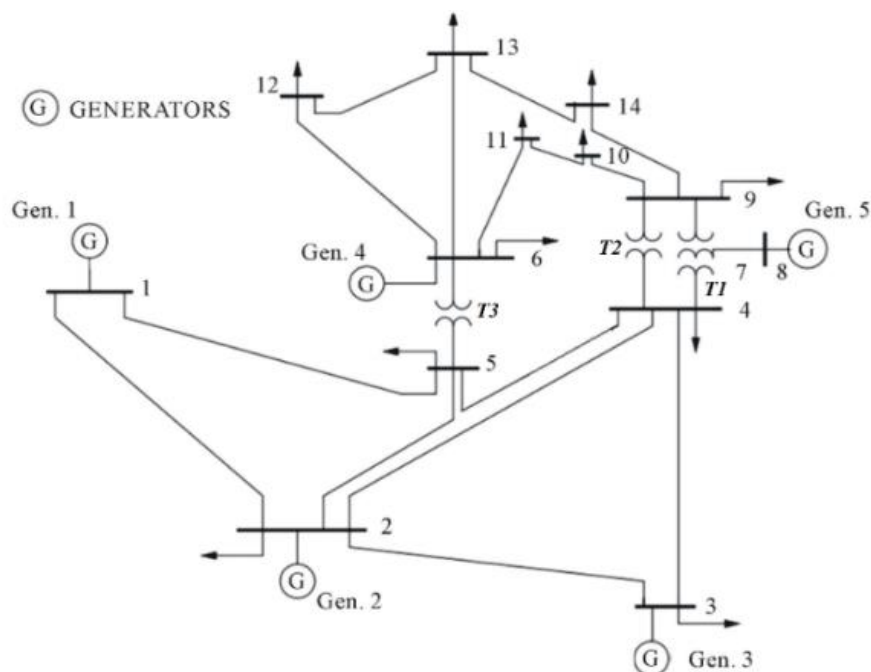 13
12
G GENERATORS
14
11
10
Gen. 1
9
Gen. 5
G
Gen. 4
6
T2
G
7
8
G
1
T3
T1
4
5
2
G
Gen. 2
3
G
Gen. 3